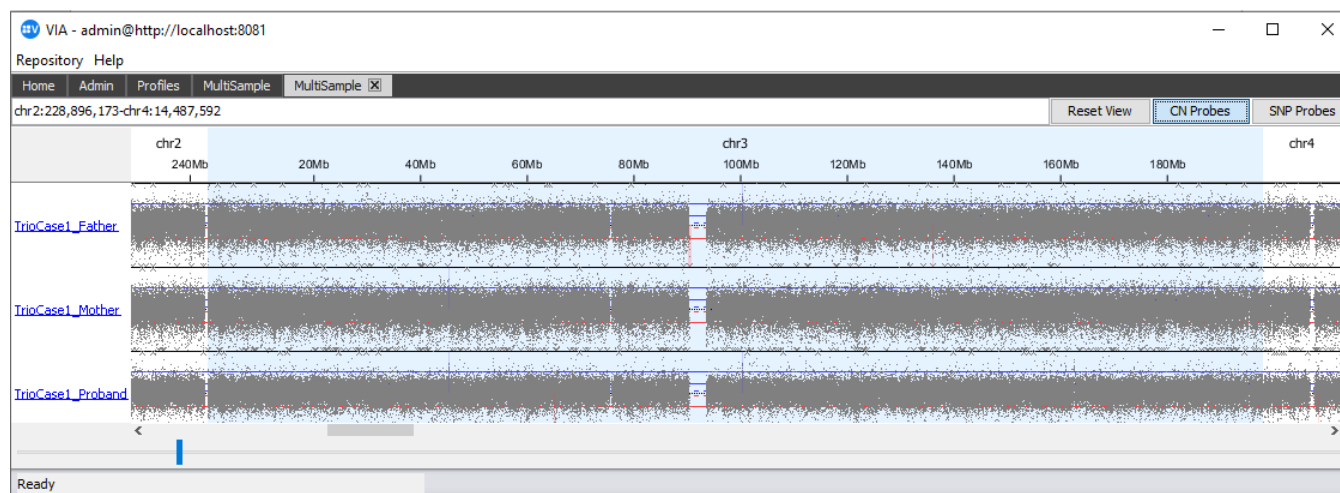 VIA - admin@http://localhost:8081
Repository Help
Home Admin Profiles MultiSample MultiSample
chr2:228,896,173-chr4:14,487,592 Reset View CN Probes SNP Probes
chr2 chr3 chr4
240Mb 20Mb 40Mb 60Mb 80Mb 100Mb 120Mb 140Mb 160Mb 180Mb
TrioCase1_Father
TrioCase1_Mother
TrioCase1_Proband
Ready